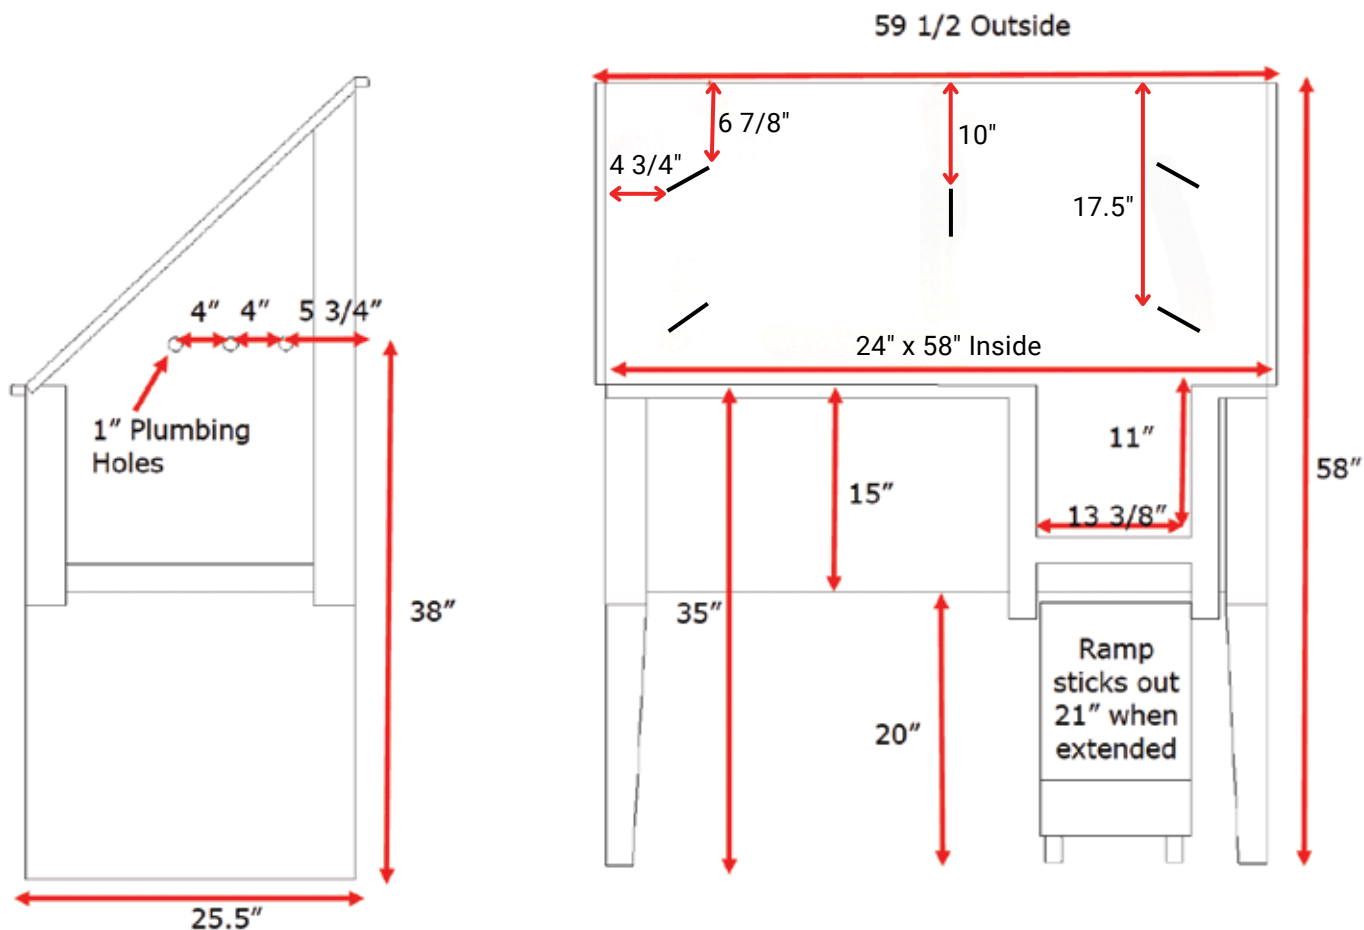 59 1/2 Outside
6 7/8"
10"
4 3/4"
17.5"
4” 4” 5 3/4”
24" x 58" Inside
1” Plumbing
Holes
11”
58”
15”
13 3/8”
38”
35”
Ramp
sticks out
21” when
extended
20”
25.5”